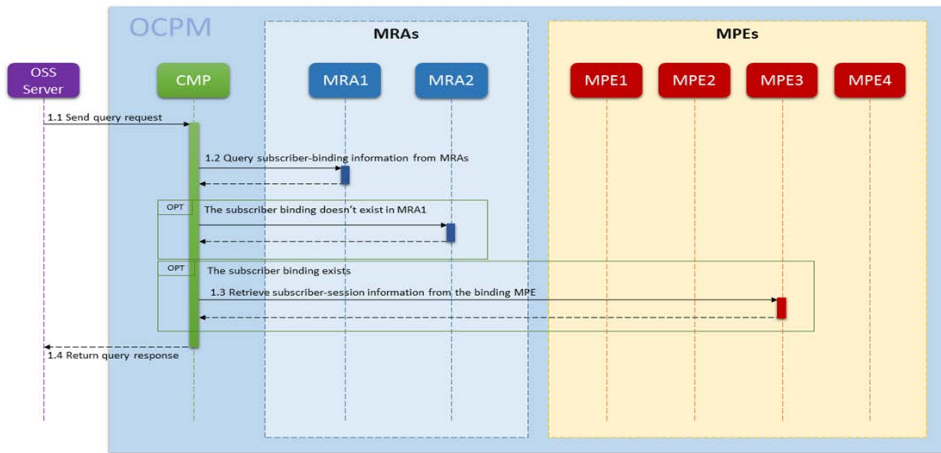 OCPM
MRAs
MPEs
OSS
Server
CMP
MRA1
MRA2
MPE1
MPE2
MPE3
MPE4
1.1 Send query request
1.2 Query subscriber-binding information from MRAs
OPT
The subscriber binding doesn't exist in MRA1
OPT
The subscriber binding exists
1.3 Retrieve subscriber-session information from the binding MPE
1.4 Return query response